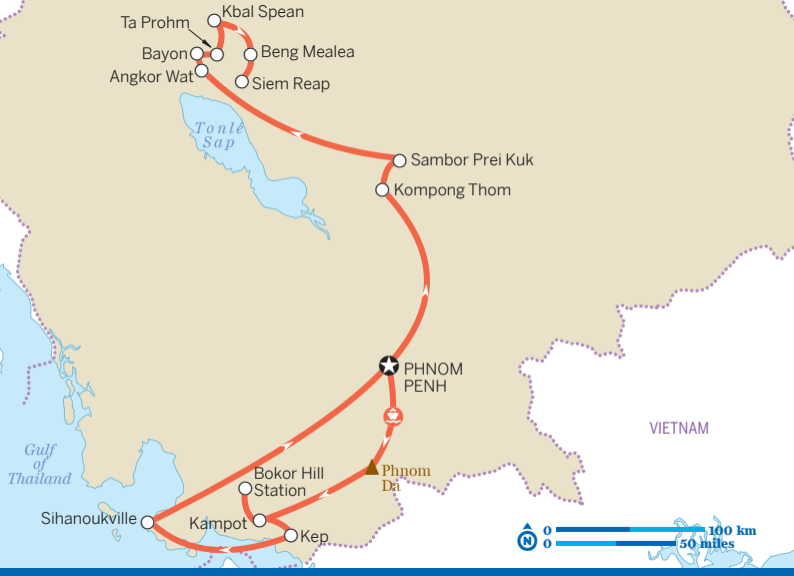 Kbal Spean
Ta Prohm
Bayon
Beng Mealea
Angkor Wat
Siem Reap
Tonlé
Sap
Sambor Prei Kuk
Kompong Thom
PHNOM
PENH
VIETNAM
Gulf
of
Thailand
Phnom
Da
Bokor Hill
Station
Sihanoukville
Kampot
Kep
N
0 100 km
0 50 miles